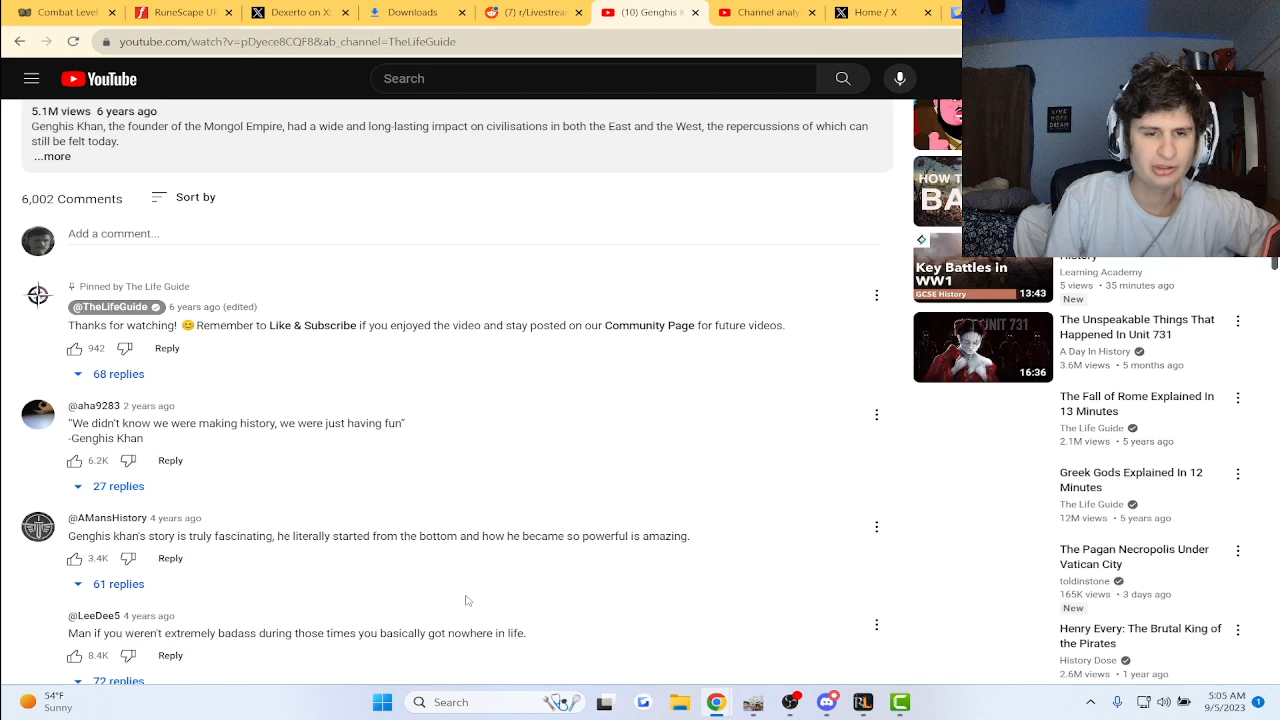 RuneScape UF
Dexerto on X:
Downloads
(7) r/Livestrea
(10) Genghis K
Channel analy
Home / X
youtube.com/watch?v=pDyece8CQF88ab_channel=TheLifeGuide
YouTube
Search
5.1M views 6 years ago
Genghis Khan, the founder of the Mongol Empire, had a wide and long-lasting impact on civilisations in both the East and the West, the repercussions of which can
still be felt today.
...more
6,002 Comments
Sort by
Add a comment...
Pinned by The Life Guide
@TheLifeGuide
6 years ago (edited)
Thanks for watching! 😊 Remember to Like & Subscribe if you enjoyed the video and stay posted on our Community Page for future videos.
942
Reply
68 replies
@aha9283 2 years ago
"We didn't know we were making history, we were just having fun"
-Genghis Khan
6.2K
Reply
27 replies
@AMansHistory 4 years ago
Genghis khan's story is truly fascinating, he literally started from the bottom and how he became so powerful is amazing.
3.4K
Reply
61 replies
@LeeDee5 4 years ago
Man if you weren't extremely badass during those times you basically got nowhere in life.
8.4K
Reply
72 replies
LIVE
HOPE
DREAM
HOW T
BA
Key Battles in
WW1
GCSE History
13:43
History
Learning Academy
5 views • 35 minutes ago
New
UNIT 731
16:36
The Unspeakable Things That
Happened In Unit 731
A Day In History
3.6M views • 5 months ago
The Fall of Rome Explained In
13 Minutes
The Life Guide
2.1M views • 5 years ago
Greek Gods Explained In 12
Minutes
The Life Guide
12M views • 5 years ago
The Pagan Necropolis Under
Vatican City
toldinstone
165K views • 3 days ago
New
Henry Every: The Brutal King of
the Pirates
History Dose
2.6M views • 1 year ago
54°F
Sunny
Search
5:05 AM
9/5/2023
1